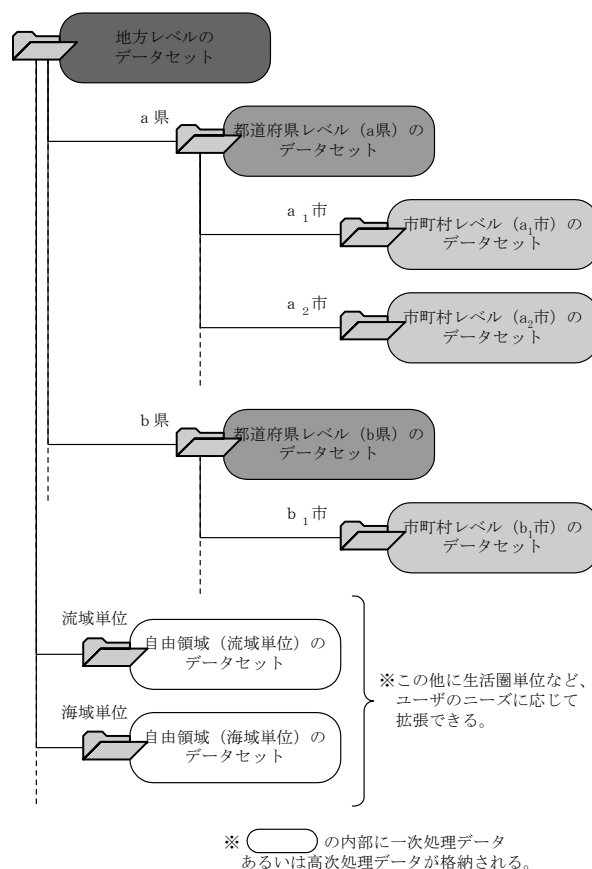 地方レベルの
データセット
a 県
都道府県レベル（a県）の
データセット
a ₁市
市町村レベル（a₁市）の
データセット
a ₂市
市町村レベル（a₂市）の
データセット
b 県
都道府県レベル（b県）の
データセット
b ₁市
市町村レベル（b₁市）の
データセット
流域単位
自由領域（流域単位）の
データセット
海域単位
自由領域（海域単位）の
データセット
※この他に生活圏単位など、
ユーザのニーズに応じて
拡張できる。
※ の内部に一次処理データ
あるいは高次処理データが格納される。